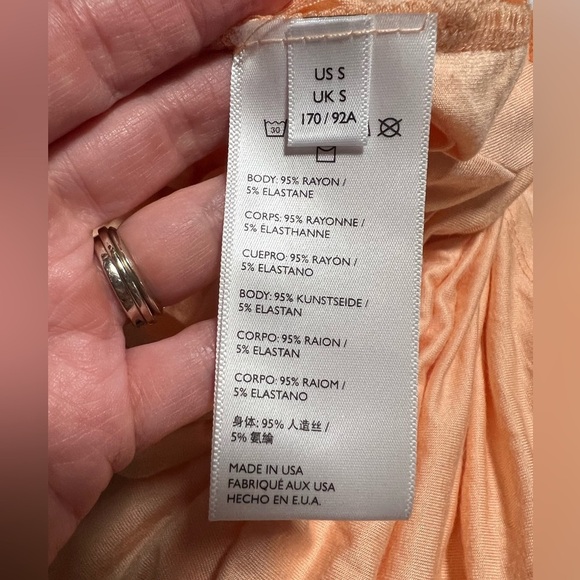 US S
UK S
170 / 92A
30
BODY: 95% RAYON /
5% ELASTANE
CORPS: 95% RAYONNE /
5% ÉLASTHANNE
CUEPRO: 95% RAYÓN /
5% ELASTANO
BODY: 95% KUNSTSEIDE /
5% ELASTAN
CORPO: 95% RAION /
5% ELASTAN
CORPO: 95% RAIOM /
5% ELASTANO
身体: 95% 人造丝 /
5% 氨纶
MADE IN USA
FABRIQUÉ AUX USA
HECHO EN E.U.A.